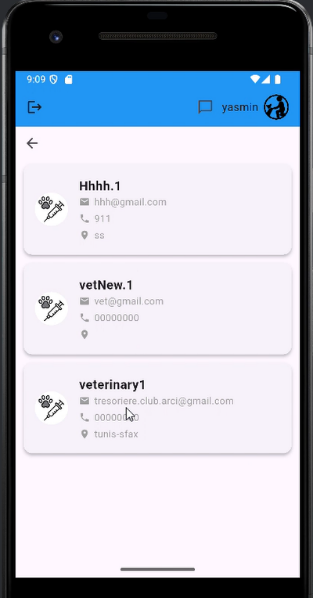 9:09
yasmin
Hhhh.1
hhh@gmail.com
911
ss
vetNew.1
vet@gmail.com
00000000
veterinary1
tresoriere.club.arci@gmail.com
tunis-sfax